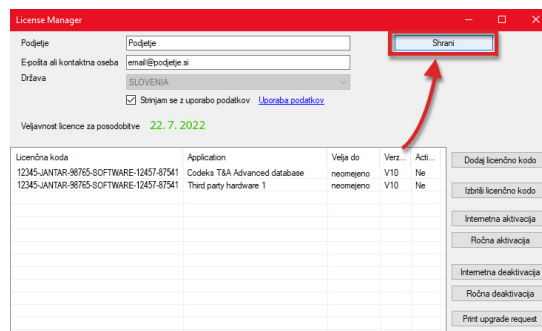 License Manager
Podjetje Podjetje Shrani
E-pošta ali kontaktna oseba email@podjetje.si
Država SLOVENIA
Strinjam se z uporabo podatkov Uporaba podatkov
Veljavnost licence za posodobitve 22. 7. 2022
Licenčna koda Application Velja do Verz... Acti...
12345-JANTAR-98765-SOFTWARE-12457-87541 Codeks T&A Advanced database neomejeno V10 Ne
12345-JANTAR-98765-SOFTWARE-12457-87541 Third party hardware 1 neomejeno V10 Ne
Dodaj licenčno kodo
Izbriši licenčno kodo
Internetna aktivacija
Ročna aktivacija
Internetna deaktivacija
Ročna deaktivacija
Print upgrade request